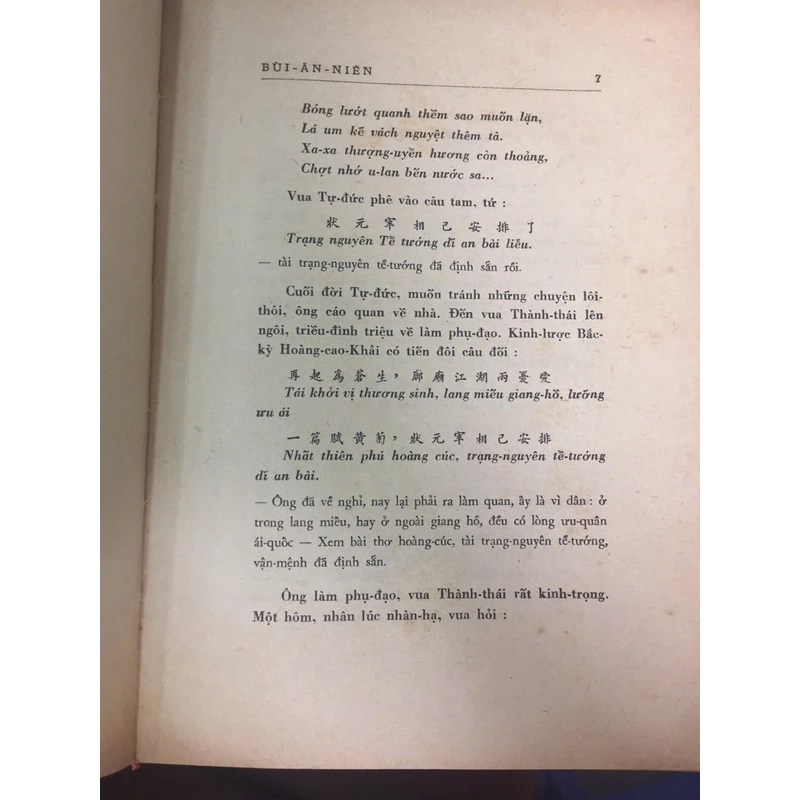 BÙI-ÂN-NIÊN
7
Bóng lướt quanh thềm sao muốn lặn,
Lá um kẽ vách nguyệt thêm tà.
Xa-xa thượng-uyển hương còn thoảng,
Chợt nhớ u-lan bến nước sa...
Vua Tự-đức phê vào câu tam, tứ :
狀元宰相已安排了
Trạng nguyên Tể tướng dĩ an bài liễu.
— tài trạng-nguyên tể-tướng đã định sẵn rồi.
Cuối đời Tự-đức, muốn tránh những chuyện lôi-
thôi, ông cáo quan về nhà. Đến vua Thành-thái lên
ngôi, triều-đình triệu về làm phụ-đạo. Kinh-lược Bắc-
kỳ Hoàng-cao-Khải có tiễn đôi câu đối :
再起為蒼生，廊廟江湖兩憂愛
Tái khởi vị thương sinh, lang miếu giang-hồ, lưỡng
ưu ái
一篇賦黃菊，狀元宰相已安排
Nhất thiên phú hoàng cúc, trạng-nguyên tể-tướng
dĩ an bài.
— Ông đã về nghỉ, nay lại phải ra làm quan, ấy là vì dân : ở
trong lang miếu, hay ở ngoài giang hồ, đều có lòng ưu-quân
ái-quốc — Xem bài thơ hoàng-cúc, tài trạng-nguyên tể-tướng,
vận-mệnh đã định sẵn.
Ông làm phụ-đạo, vua Thành-thái rất kính-trọng.
Một hôm, nhân lúc nhàn-hạ, vua hỏi :